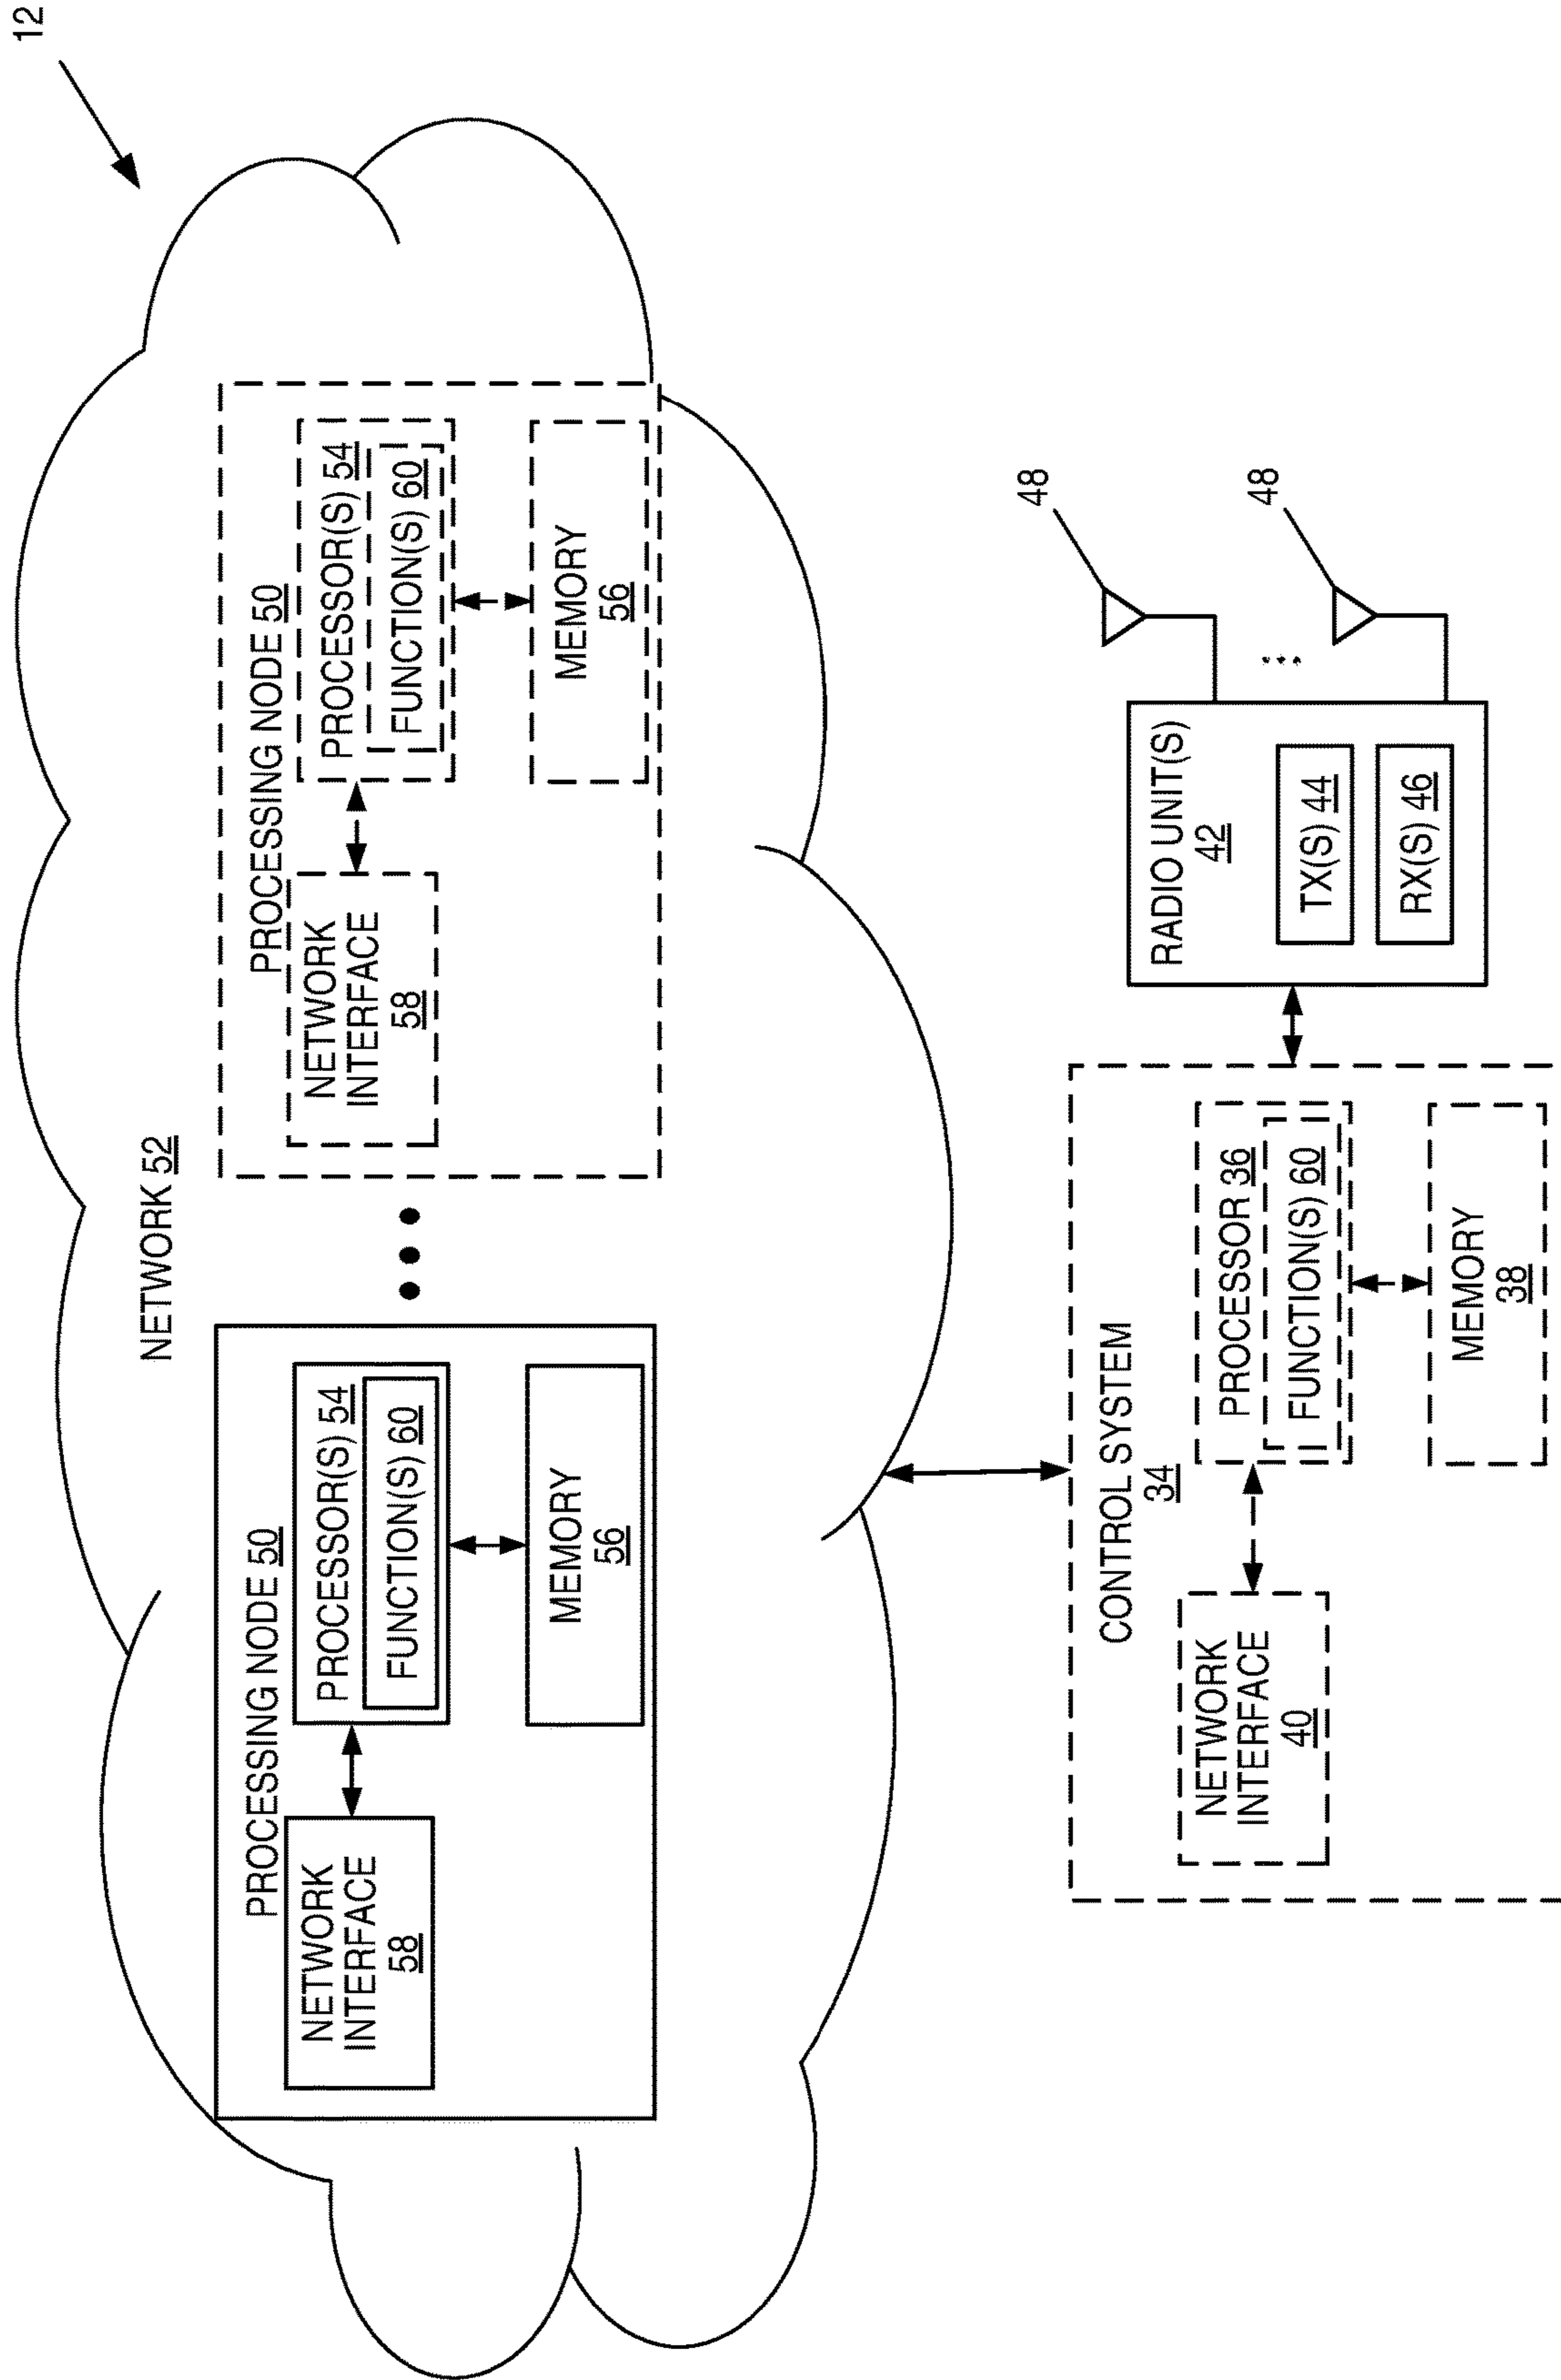 12
NETWORK 52
PROCESSING NODE 50
NETWORK
INTERFACE
58
PROCESSOR(S) 54
FUNCTION(S) 60
MEMORY
56
PROCESSING NODE 50
NETWORK
INTERFACE
58
PROCESSOR(S) 54
FUNCTION(S) 60
MEMORY
56
CONTROL SYSTEM
34
NETWORK
INTERFACE
40
PROCESSOR 36
FUNCTION(S) 60
MEMORY
38
RADIO UNIT(S)
42
TX(S) 44
RX(S) 46
48
48